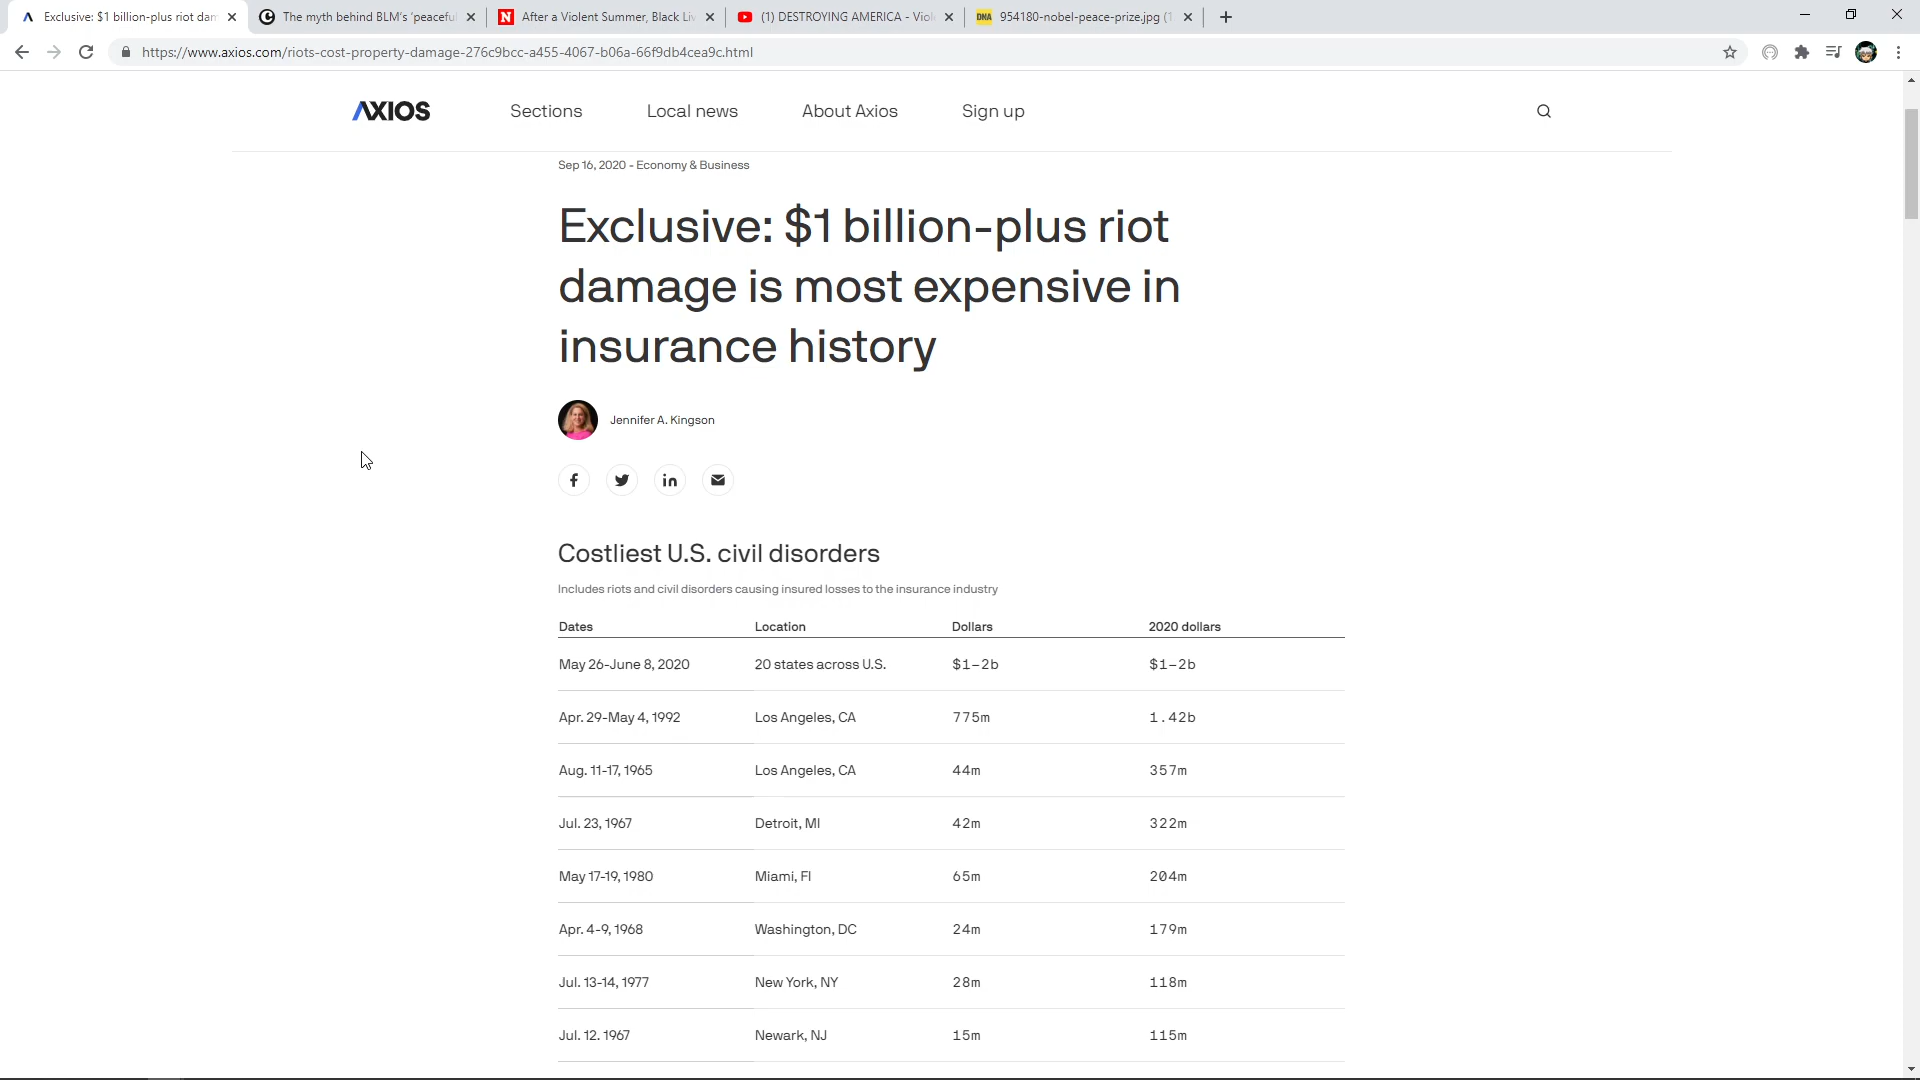 Exclusive: $1 billion-plus riot dam
The myth behind BLM's 'peaceful
After a Violent Summer, Black Liv
(1) DESTROYING AMERICA - Viol
DNA 954180-nobel-peace-prize.jpg (1
https://www.axios.com/riots-cost-property-damage-276c9bcc-a455-4067-b06a-66f9db4cea9c.html
AXIOS Sections Local news About Axios Sign up
Sep 16, 2020 - Economy & Business
Exclusive: $1 billion-plus riot
damage is most expensive in
insurance history
Jennifer A. Kingson
Costliest U.S. civil disorders
Includes riots and civil disorders causing insured losses to the insurance industry
Dates Location Dollars 2020 dollars
May 26-June 8, 2020 20 states across U.S. $1–2b $1–2b
Apr. 29-May 4, 1992 Los Angeles, CA 775m 1.42b
Aug. 11-17, 1965 Los Angeles, CA 44m 357m
Jul. 23, 1967 Detroit, MI 42m 322m
May 17-19, 1980 Miami, Fl 65m 204m
Apr. 4-9, 1968 Washington, DC 24m 179m
Jul. 13-14, 1977 New York, NY 28m 118m
Jul. 12. 1967 Newark, NJ 15m 115m